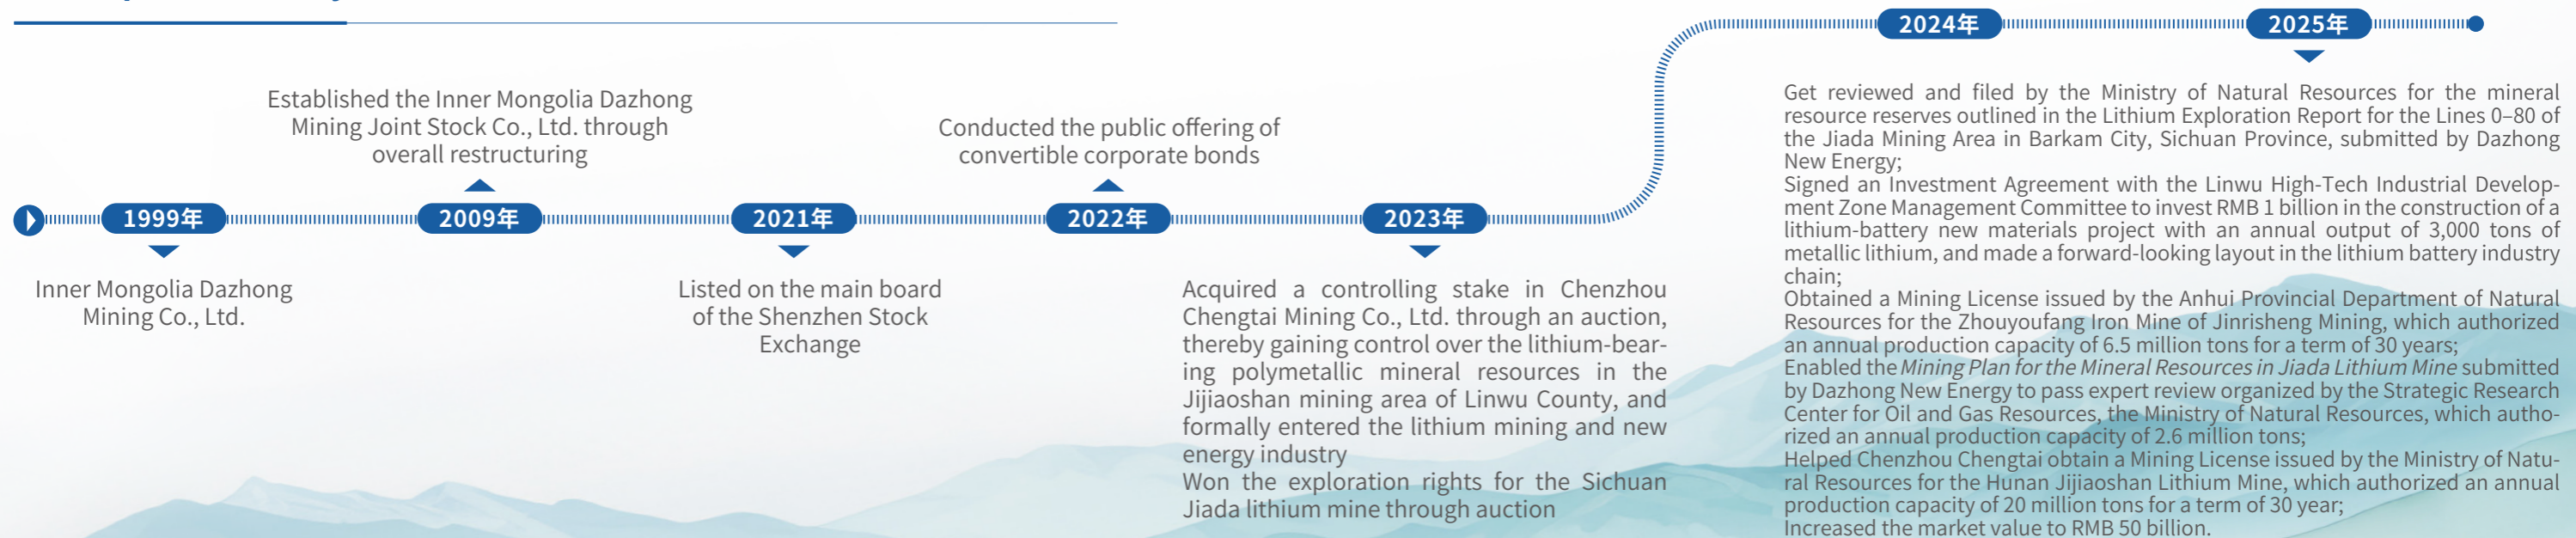 1999年
Inner Mongolia Dazhong
Mining Co., Ltd.
Established the Inner Mongolia Dazhong
Mining Joint Stock Co., Ltd. through
overall restructuring
2009年
2021年
Listed on the main board
of the Shenzhen Stock
Exchange
Conducted the public offering of
convertible corporate bonds
2022年
2023年
Acquired a controlling stake in Chenzhou
Chengtai Mining Co., Ltd. through an auction,
thereby gaining control over the lithium-bear-
ing polymetallic mineral resources in the
Jijiaoshan mining area of Linwu County, and
formally entered the lithium mining and new
energy industry
Won the exploration rights for the Sichuan
Jiada lithium mine through auction
2024年
2025年
Get reviewed and filed by the Ministry of Natural Resources for the mineral
resource reserves outlined in the Lithium Exploration Report for the Lines 0–80 of
the Jiada Mining Area in Barkam City, Sichuan Province, submitted by Dazhong
New Energy;
Signed an Investment Agreement with the Linwu High-Tech Industrial Develop-
ment Zone Management Committee to invest RMB 1 billion in the construction of a
lithium-battery new materials project with an annual output of 3,000 tons of
metallic lithium, and made a forward-looking layout in the lithium battery industry
chain;
Obtained a Mining License issued by the Anhui Provincial Department of Natural
Resources for the Zhouyoufang Iron Mine of Jinrisheng Mining, which authorized
an annual production capacity of 6.5 million tons for a term of 30 years;
Enabled the Mining Plan for the Mineral Resources in Jiada Lithium Mine submitted
by Dazhong New Energy to pass expert review organized by the Strategic Research
Center for Oil and Gas Resources, the Ministry of Natural Resources, which autho-
rized an annual production capacity of 2.6 million tons;
Helped Chenzhou Chengtai obtain a Mining License issued by the Ministry of Natu-
ral Resources for the Hunan Jijiaoshan Lithium Mine, which authorized an annual
production capacity of 20 million tons for a term of 30 year;
Increased the market value to RMB 50 billion.